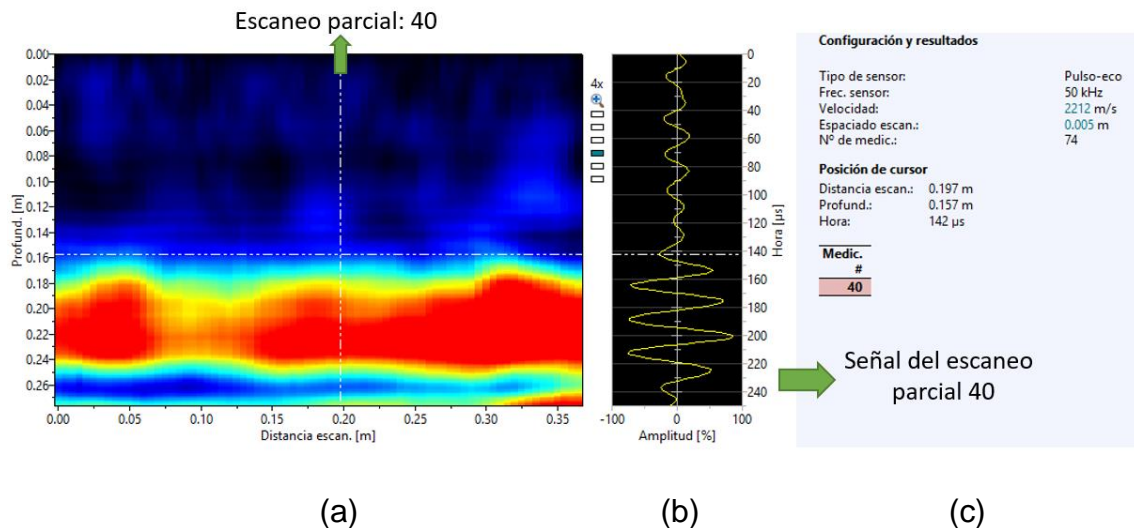 Escaneo parcial: 40
0.00
0.02
0.04
0.06
0.08
0.10
0.12
0.14
0.16
0.18
0.20
0.22
0.24
0.26
Profund. [m]
0.00 0.05 0.10 0.15 0.20 0.25 0.30 0.35
Distancia escan. [m]
4x
0
20
40
60
80
100
120
140
160
180
200
220
240
Hora [µs]
-100 0 100
Amplitud [%]
Configuración y resultados
Tipo de sensor: Pulso-eco
Frec. sensor: 50 kHz
Velocidad: 2212 m/s
Espaciado escan.: 0.005 m
Nº de medic.: 74
Posición de cursor
Distancia escan.: 0.197 m
Profund.: 0.157 m
Hora: 142 µs
Medic.
#
40
Señal del escaneo
parcial 40
(a) (b) (c)